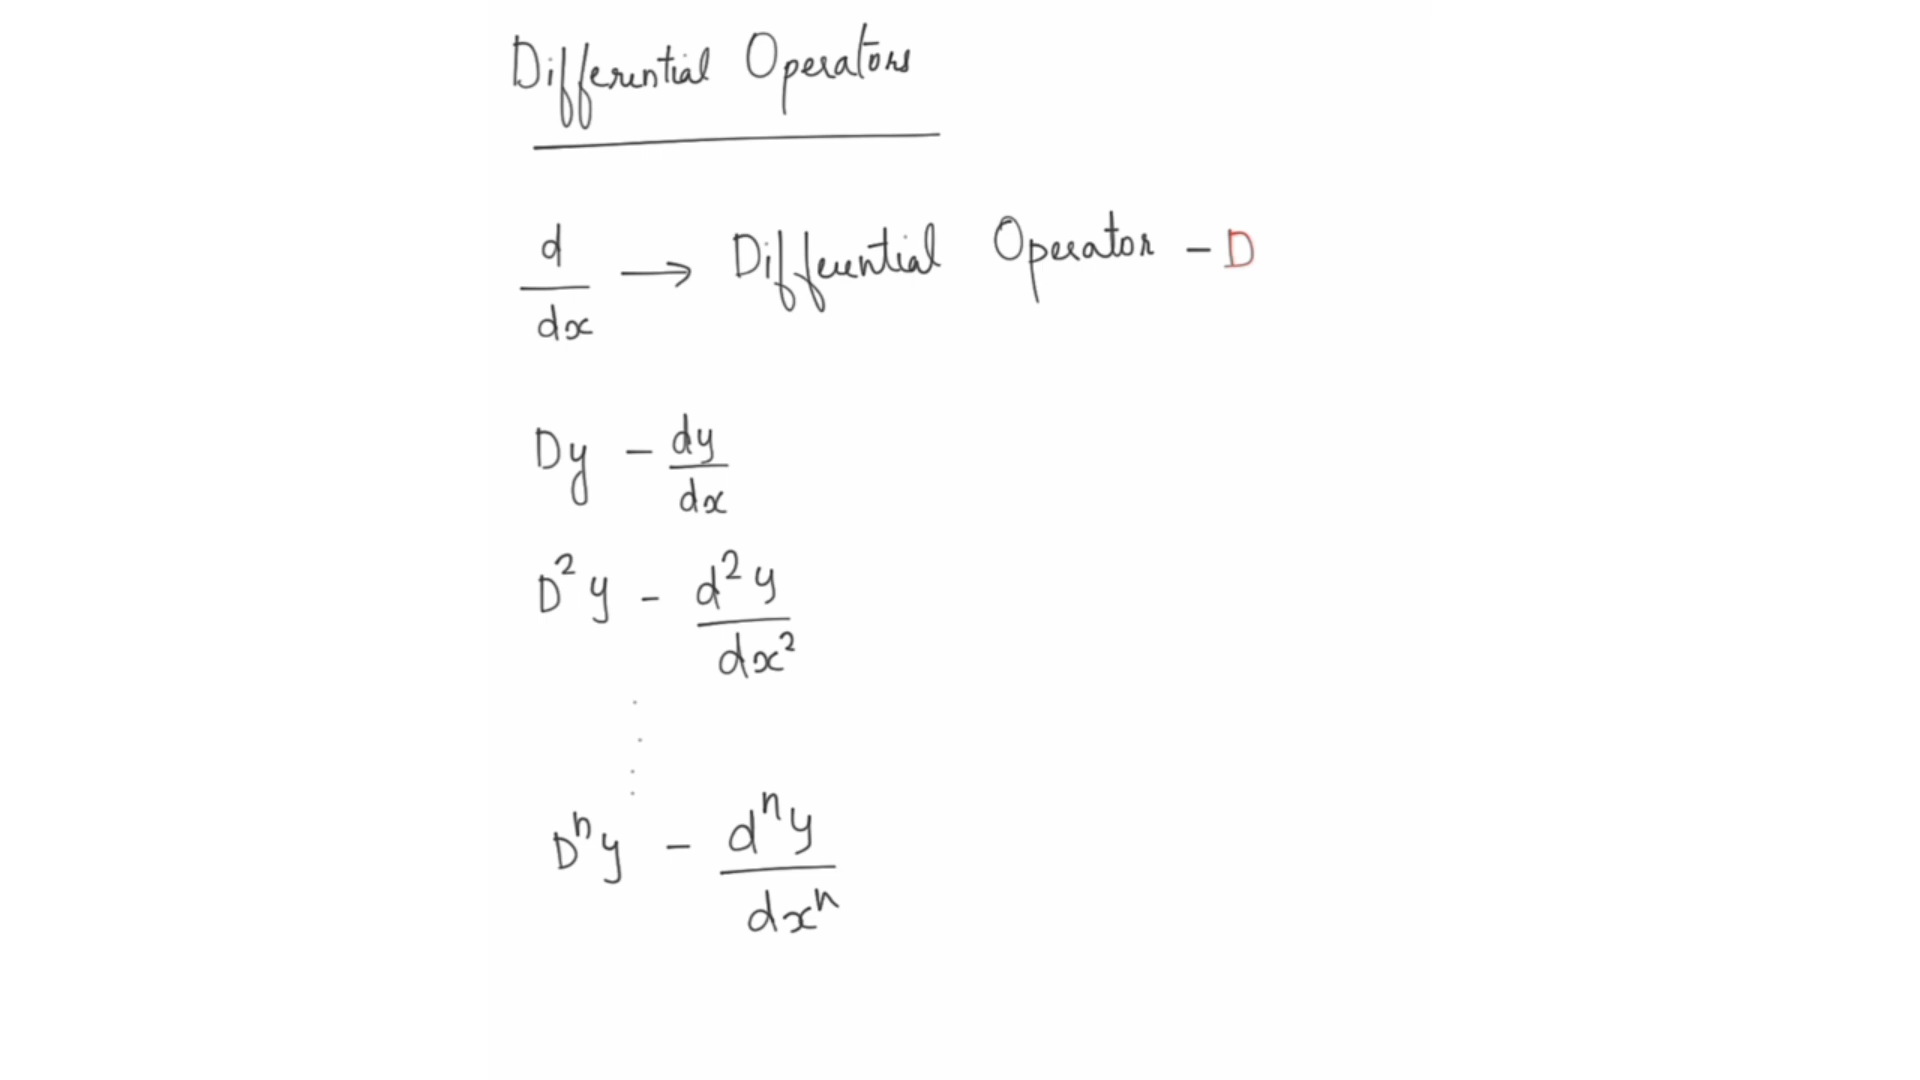 Differential Operators
d/dx → Differential Operator - D
Dy - dy/dx
D²y - d²y/dx²
.
.
.
.
Dⁿy - dⁿy/dxⁿ